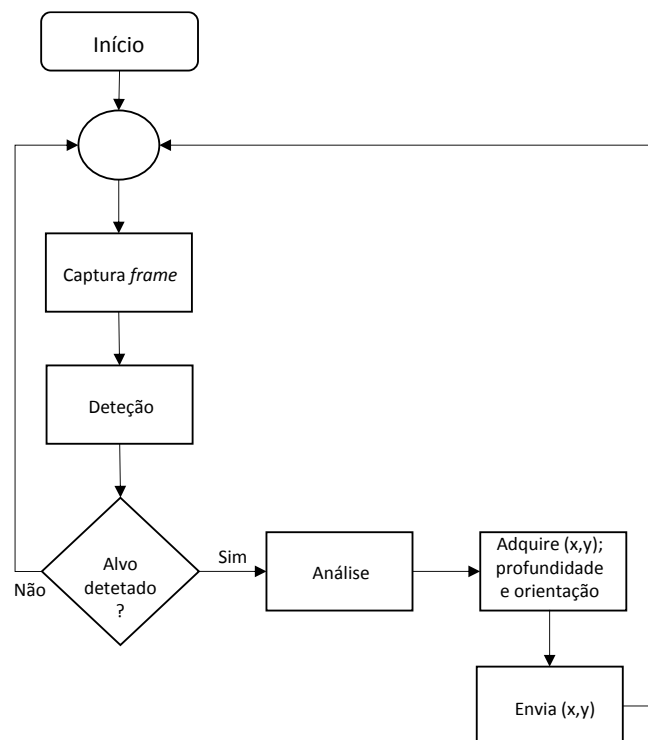 Início
Captura frame
Deteção
Alvo
detetado
?
Não
Sim
Análise
Adquire (x,y);
profundidade
e orientação
Envia (x,y)